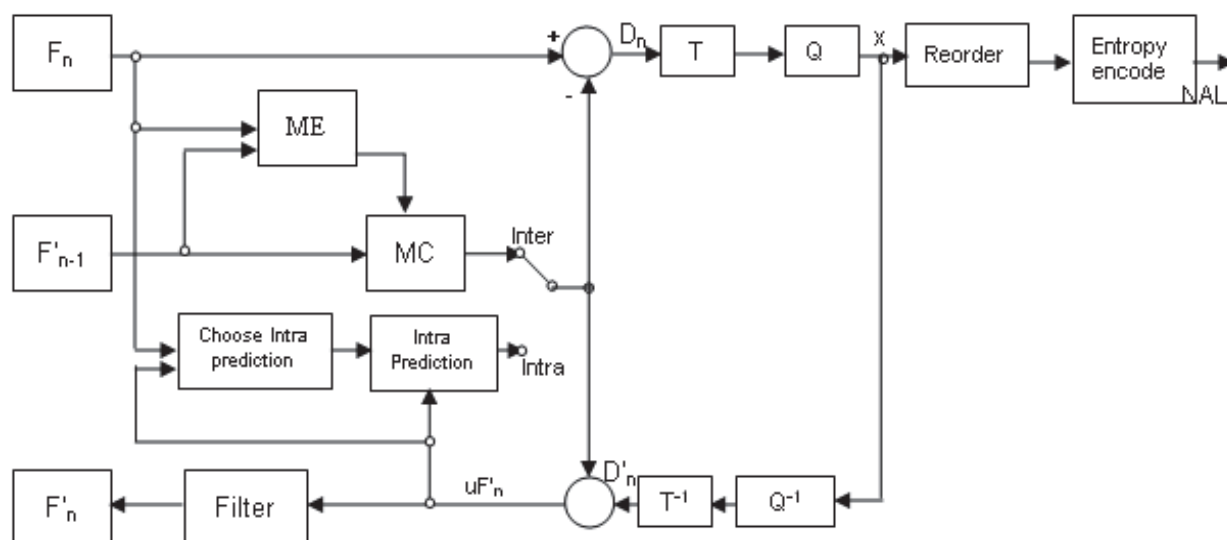 Fn
+
Dn
T
Q
X
Reorder
Entropy
encode
NAL
-
ME
F'n-1
MC
Inter
Choose Intra
prediction
Intra
Prediction
Intra
F'n
Filter
uF'n
D'n
T-1
Q-1